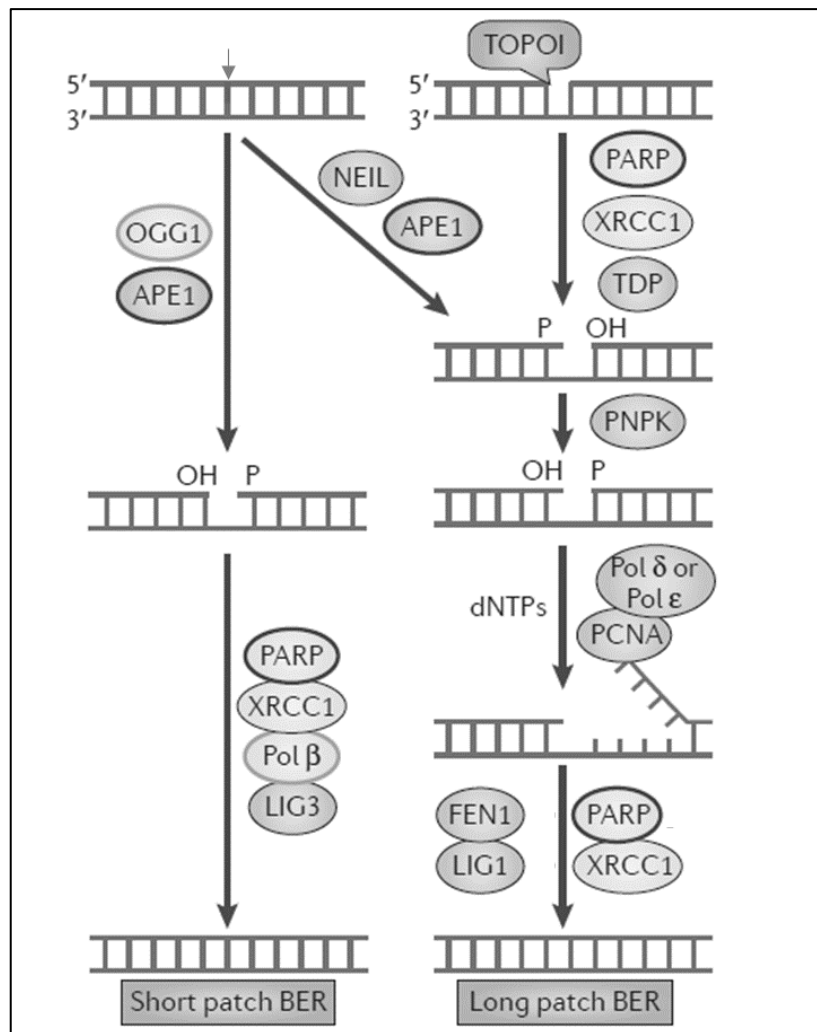 TOPOI
5′
3′
5′
3′
NEIL
APE1
PARP
XRCC1
TDP
OGG1
APE1
P OH
PNPK
OH P
OH P
dNTPs
Pol δ or
Pol ε
PCNA
PARP
XRCC1
Pol β
LIG3
FEN1
LIG1
PARP
XRCC1
Short patch BER
Long patch BER